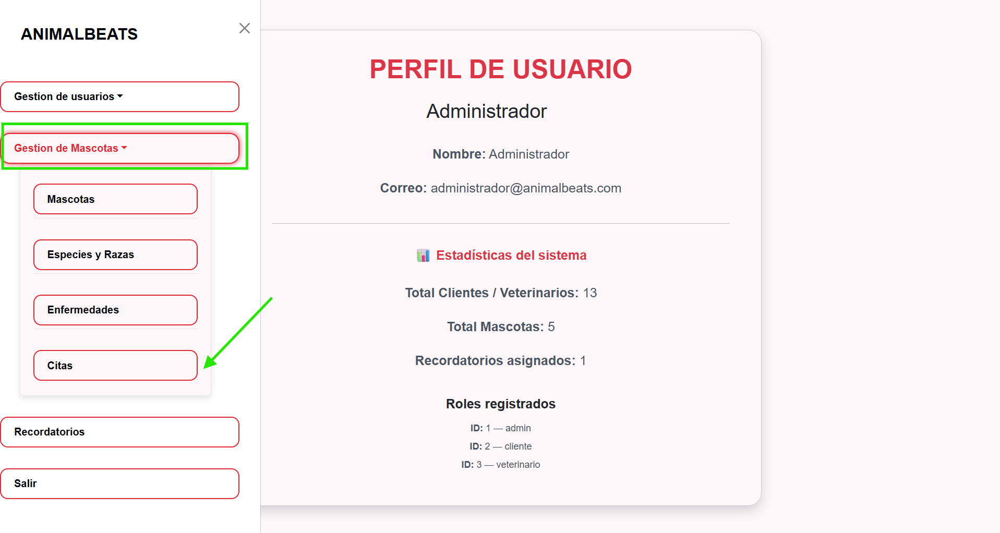 ANIMALBEATS
Gestion de usuarios
Gestion de Mascotas
Mascotas
Especies y Razas
Enfermedades
Citas
Recordatorios
Salir
PERFIL DE USUARIO
Administrador
Nombre: Administrador
Correo: administrador@animalbeats.com
Estadísticas del sistema
Total Clientes / Veterinarios: 13
Total Mascotas: 5
Recordatorios asignados: 1
Roles registrados
ID: 1 — admin
ID: 2 — cliente
ID: 3 — veterinario